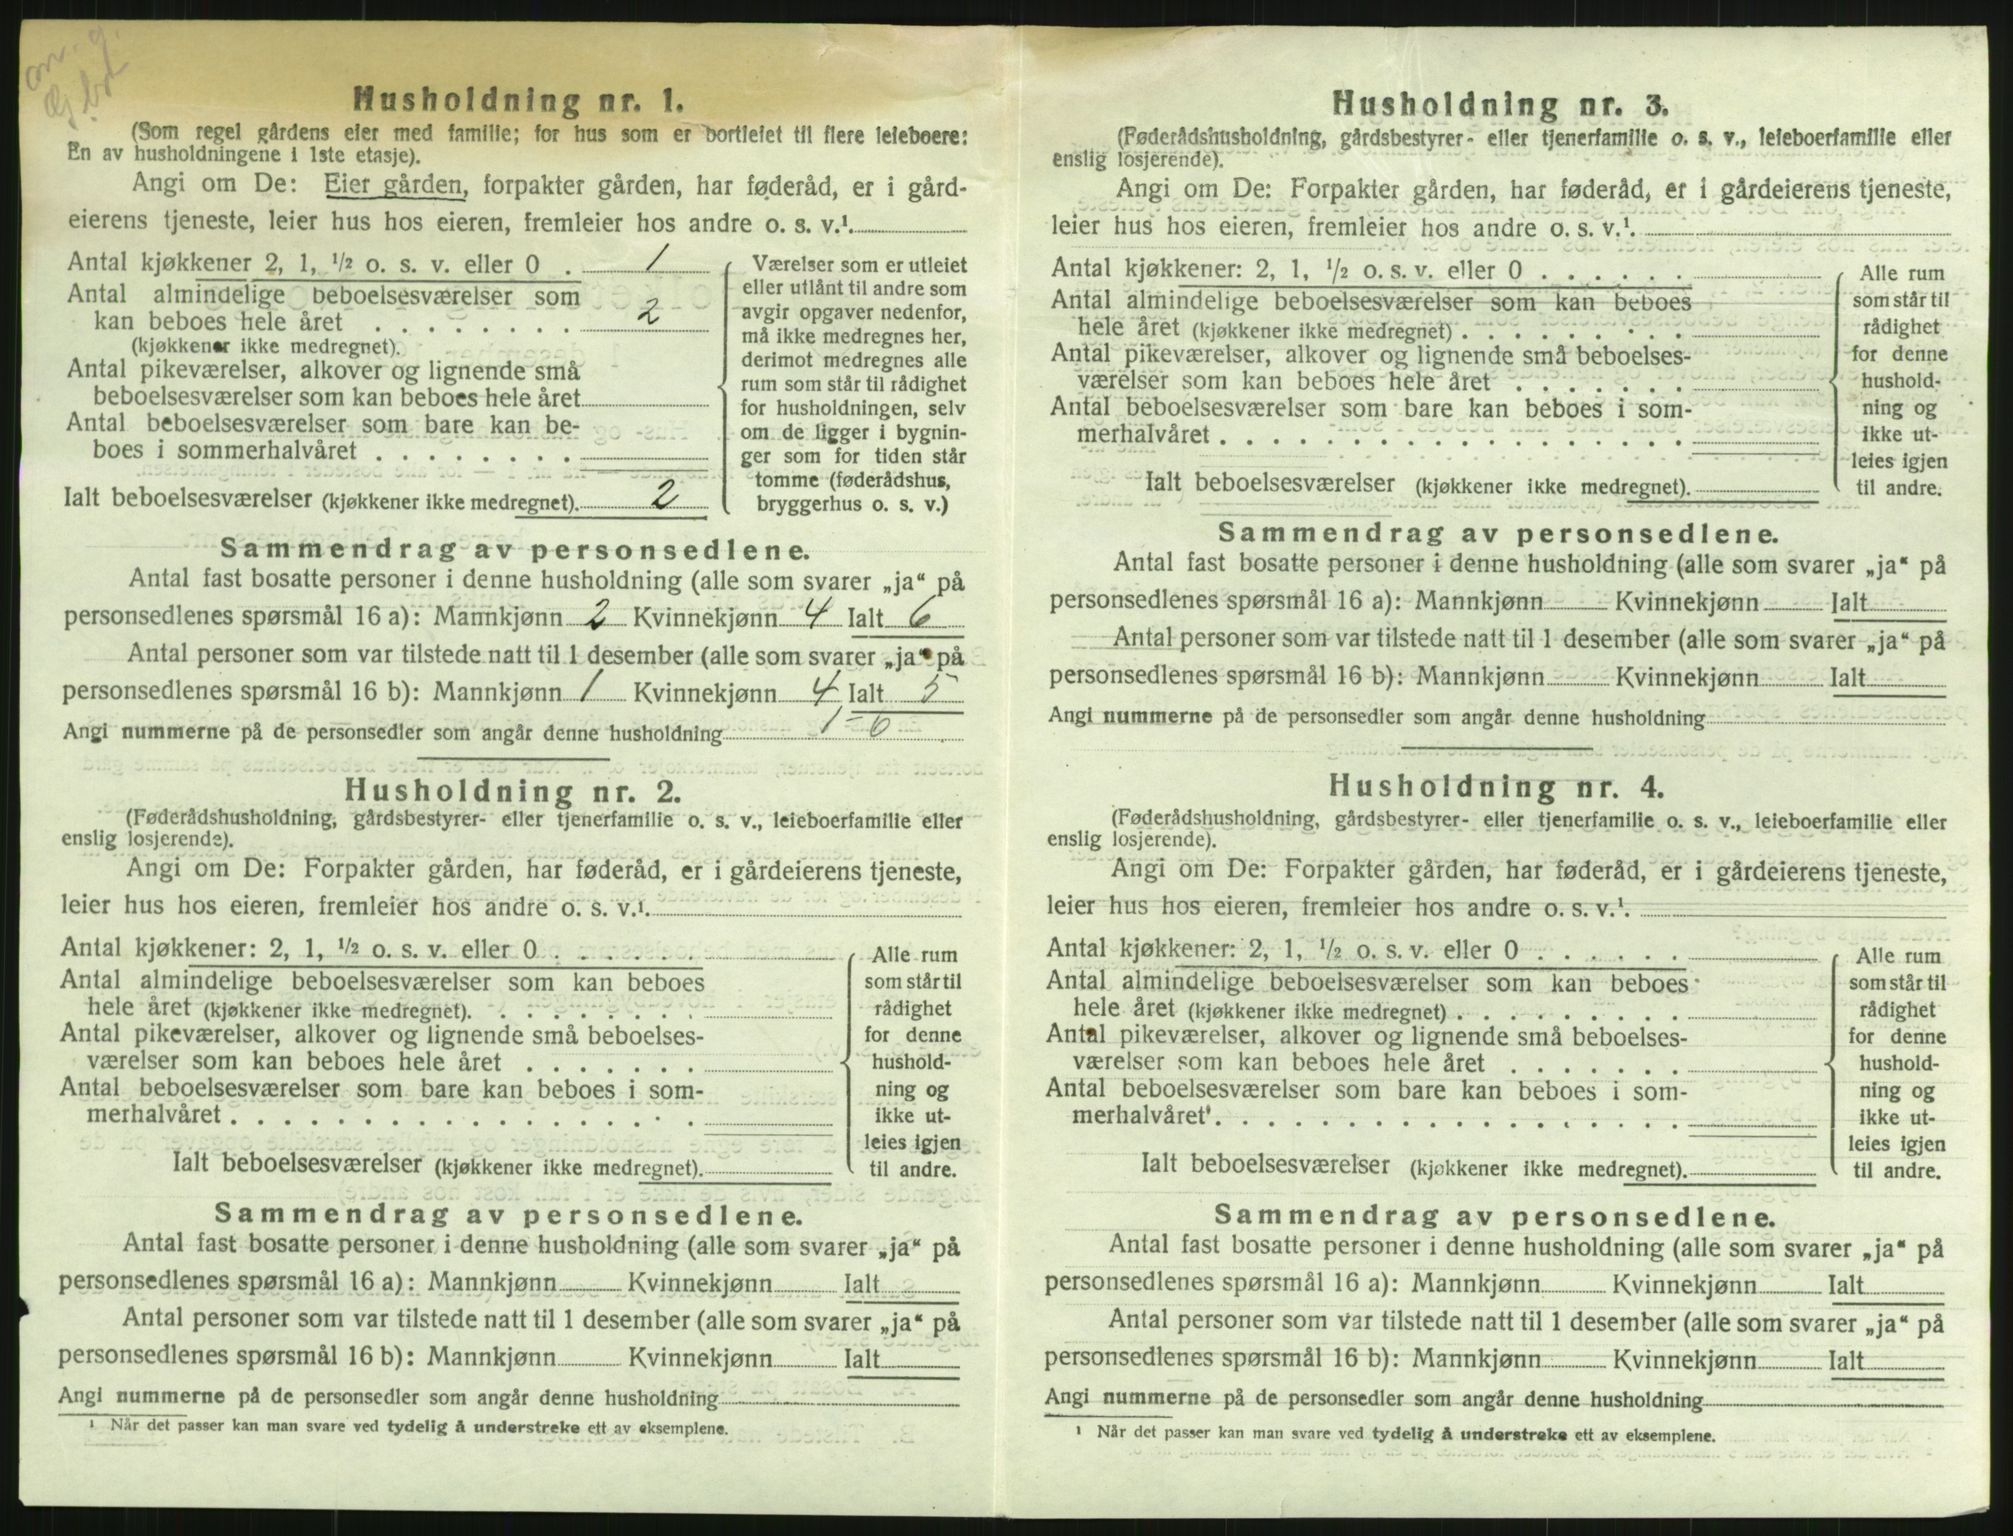 Husholdning nr. 1.
(Som regel gårdens eier med familie; for hus som er bortleiet til flere leieboere:
En av husholdningene i 1ste etasje).
Angi om De: Eier gården, forpakter gården, har føderåd, er i gård-
eierens tjeneste, leier hus hos eieren, fremleier hos andre o. s. v.¹.
Antal kjøkkener 2, 1, ½ o. s. v. eller 0 . 1
Antal almindelige beboelsesværelser som
kan beboes hele året . . . . . . . . 2
(kjøkkener ikke medregnet).
Antal pikeværelser, alkover og lignende små
beboelsesværelser som kan beboes hele året
Antal beboelsesværelser som bare kan be-
boes i sommerhalvåret . . . . . . . .
Ialt beboelsesværelser (kjøkkener ikke medregnet). 2
Værelser som er utleiet
eller utlånt til andre som
avgir opgaver nedenfor,
må ikke medregnes her,
derimot medregnes alle
rum som står til rådighet
for husholdningen, selv
om de ligger i bygnin-
ger som for tiden står
tomme (føderådshus,
bryggerhus o. s. v.)
Sammendrag av personsedlene.
Antal fast bosatte personer i denne husholdning (alle som svarer „ja“ på
personsedlenes spørsmål 16 a): Mannkjønn 2 Kvinnekjønn 4 Ialt 6
Antal personer som var tilstede natt til 1 desember (alle som svarer „ja“ på
personsedlenes spørsmål 16 b): Mannkjønn 1 Kvinnekjønn 4 Ialt 5
Angi nummerne på de personsedler som angår denne husholdning 1-6
Husholdning nr. 2.
(Føderådshusholdning, gårdsbestyrer- eller tjenerfamilie o. s. v., leieboerfamilie eller
enslig losjerende).
Angi om De: Forpakter gården, har føderåd, er i gårdeierens tjeneste,
leier hus hos eieren, fremleier hos andre o. s. v.¹.
Antal kjøkkener: 2, 1, ½ o. s. v. eller 0 . . . . . .
Antal almindelige beboelsesværelser som kan beboes
hele året (kjøkkener ikke medregnet). . . . . . . . .
Antal pikeværelser, alkover og lignende små beboelses-
værelser som kan beboes hele året . . . . . . .
Antal beboelsesværelser som bare kan beboes i som-
merhalvåret . . . . . . . . . . . . . . . . . .
Ialt beboelsesværelser (kjøkkener ikke medregnet).
Alle rum
som står til
rådighet
for denne
hushold-
ning og
ikke ut-
leies igjen
til andre.
Sammendrag av personsedlene.
Antal fast bosatte personer i denne husholdning (alle som svarer „ja“ på
personsedlenes spørsmål 16 a): Mannkjønn Kvinnekjønn Ialt
Antal personer som var tilstede natt til 1 desember (alle som svarer „ja“ på
personsedlenes spørsmål 16 b): Mannkjønn Kvinnekjønn Ialt
Angi nummerne på de personsedler som angår denne husholdning
¹ Når det passer kan man svare ved tydelig å understreke ett av eksemplene.
Husholdning nr. 3.
(Føderådshusholdning, gårdsbestyrer- eller tjenerfamilie o. s. v., leieboerfamilie eller
enslig losjerende).
Angi om De: Forpakter gården, har føderåd, er i gårdeierens tjeneste,
leier hus hos eieren, fremleier hos andre o. s. v.¹.
Antal kjøkkener: 2, 1, ½ o. s. v. eller 0 . . . . . .
Antal almindelige beboelsesværelser som kan beboes
hele året (kjøkkener ikke medregnet) . . . . . . . . .
Antal pikeværelser, alkover og lignende små beboelses-
værelser som kan beboes hele året . . . . . . .
Antal beboelsesværelser som bare kan beboes i som-
merhalvåret . . . . . . . . . . . . . . . . . .
Ialt beboelsesværelser (kjøkkener ikke medregnet).
Alle rum
som står til
rådighet
for denne
hushold-
ning og
ikke ut-
leies igjen
til andre.
Sammendrag av personsedlene.
Antal fast bosatte personer i denne husholdning (alle som svarer „ja“ på
personsedlenes spørsmål 16 a): Mannkjønn Kvinnekjønn Ialt
Antal personer som var tilstede natt til 1 desember (alle som svarer „ja“ på
personsedlenes spørsmål 16 b): Mannkjønn Kvinnekjønn Ialt
Angi nummerne på de personsedler som angår denne husholdning
Husholdning nr. 4.
(Føderådshusholdning, gårdsbestyrer- eller tjenerfamilie o. s. v., leieboerfamilie eller
enslig losjerende).
Angi om De: Forpakter gården, har føderåd, er i gårdeierens tjeneste,
leier hus hos eieren, fremleier hos andre o. s. v.¹.
Antal kjøkkener: 2, 1, ½ o. s. v. eller 0 . . . . . .
Antal almindelige beboelsesværelser som kan beboes
hele året (kjøkkener ikke medregnet) . . . . . . . . .
Antal pikeværelser, alkover og lignende små beboelses-
værelser som kan beboes hele året . . . . . . .
Antal beboelsesværelser som bare kan beboes i som-
merhalvåret . . . . . . . . . . . . . . . . . .
Ialt beboelsesværelser (kjøkkener ikke medregnet).
Alle rum
som står til
rådighet
for denne
hushold-
ning og
ikke ut-
leies igjen
til andre.
Sammendrag av personsedlene.
Antal fast bosatte personer i denne husholdning (alle som svarer „ja“ på
personsedlenes spørsmål 16 a): Mannkjønn Kvinnekjønn Ialt
Antal personer som var tilstede natt til 1 desember (alle som svarer „ja“ på
personsedlenes spørsmål 16 b): Mannkjønn Kvinnekjønn Ialt
Angi nummerne på de personsedler som angår denne husholdning
¹ Når det passer kan man svare ved tydelig å understreke ett av eksemplene.